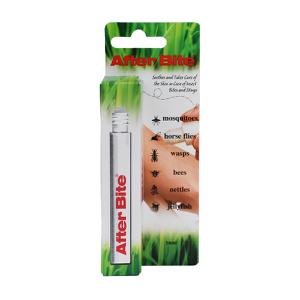 After Bite
Soothes and Takes Care of
the Skin in Case of Insect
Bites and Stings
mosquitoes
horse flies
wasps
bees
nettles
jellyfish
After Bite®